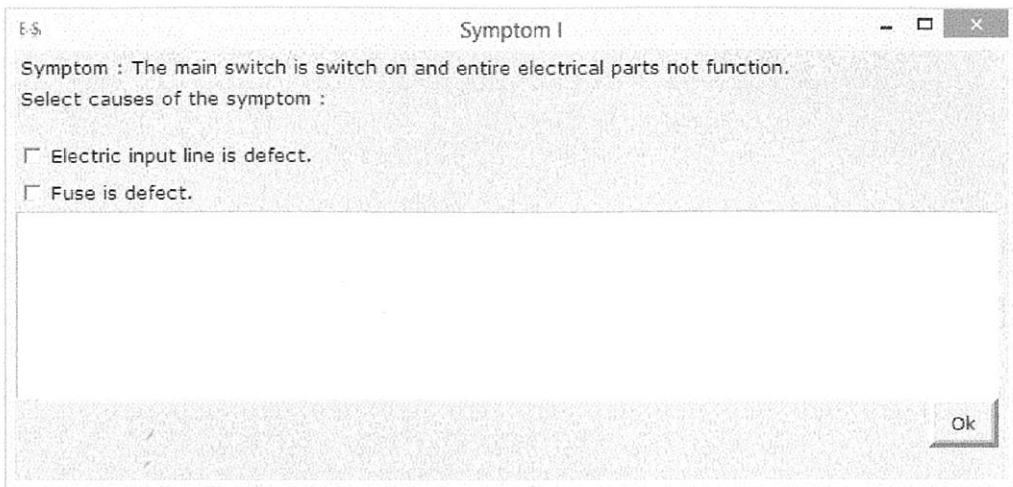 E-S.
Symptom I
Symptom : The main switch is switch on and entire electrical parts not function.
Select causes of the symptom :
Electric input line is defect.
Fuse is defect.
Ok